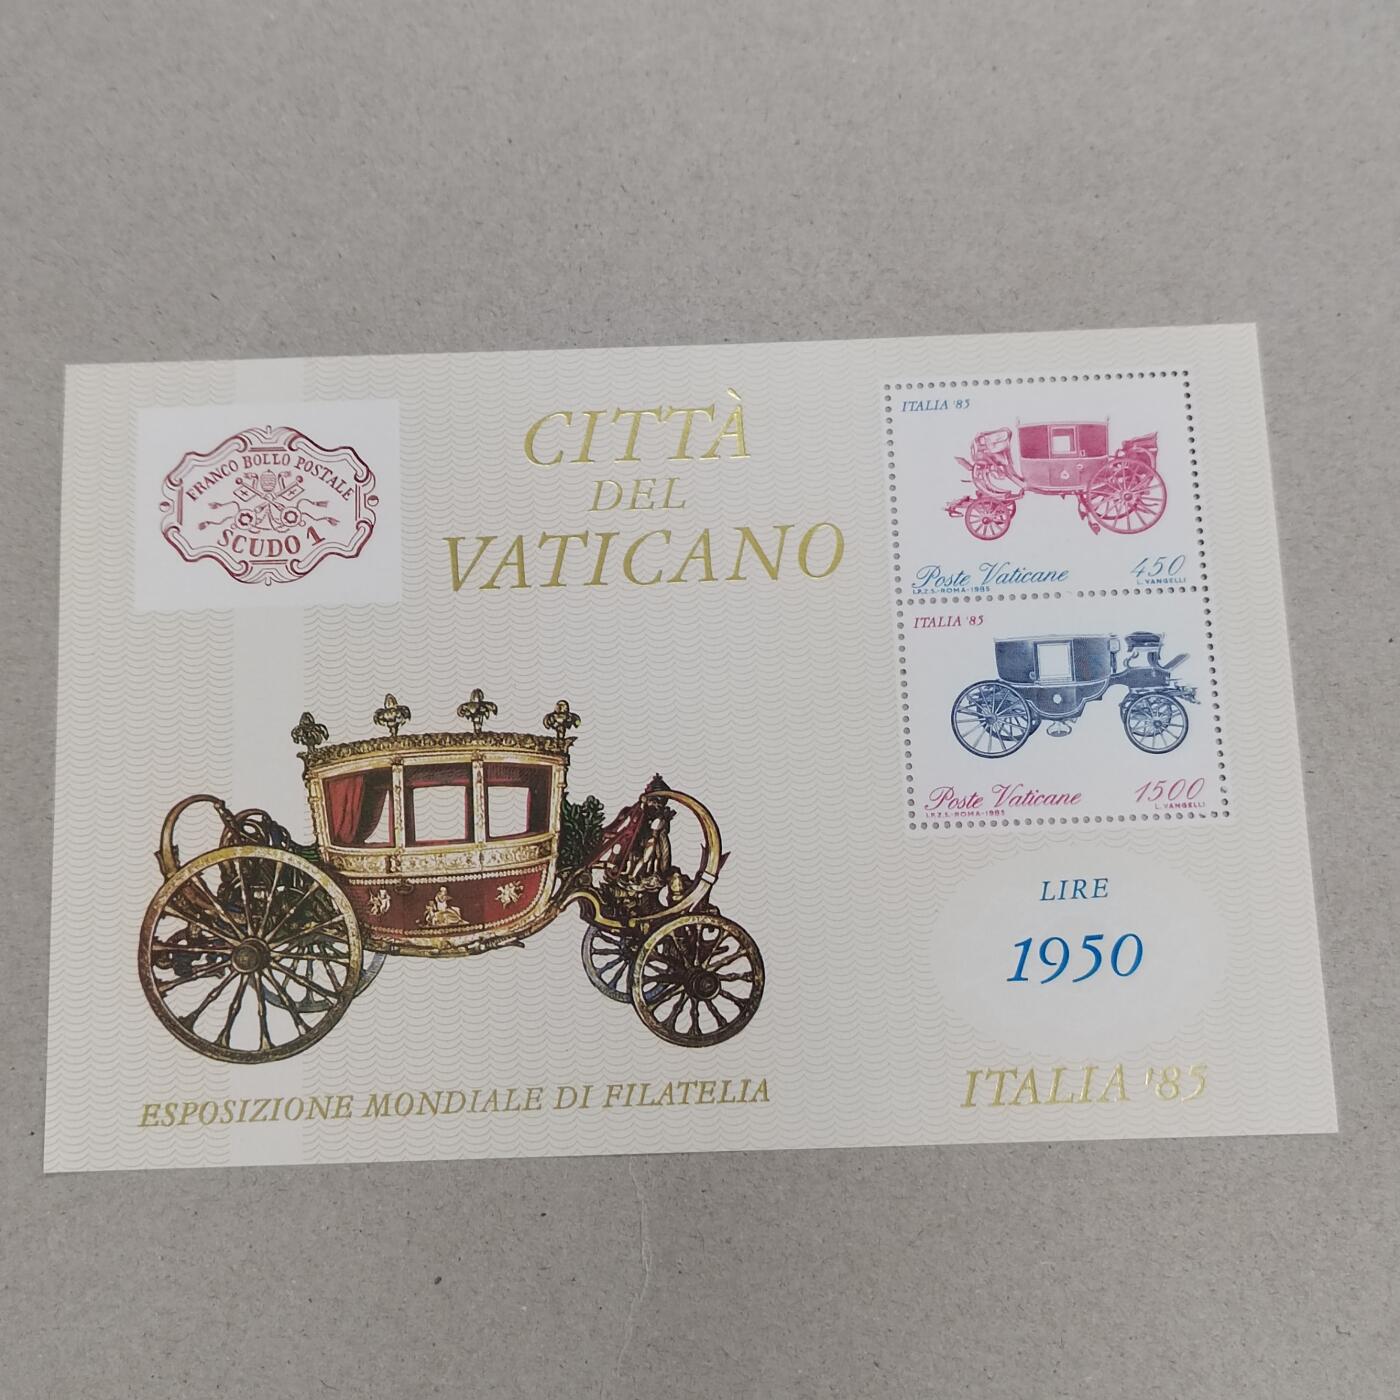 FRANCO BOLLO POSTALE
SCUDO 1
CITTÀ
DEL
VATICANO
ITALIA '85
Poste Vaticane 450
I.P.Z.S.-ROMA-1985 L. VANGELLI
ITALIA '85
Poste Vaticane 1500
I.P.Z.S.-ROMA-1985 L. VANGELLI
LIRE
1950
ESPOSIZIONE MONDIALE DI FILATELIA
ITALIA '85